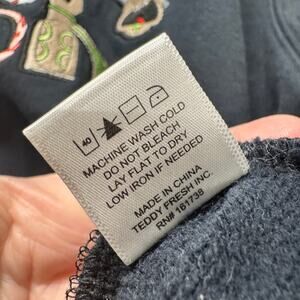 40
MACHINE WASH COLD
DO NOT BLEACH
LAY FLAT TO DRY
LOW IRON IF NEEDED
MADE IN CHINA
TEDDY FRESH INC.
RN# 161738